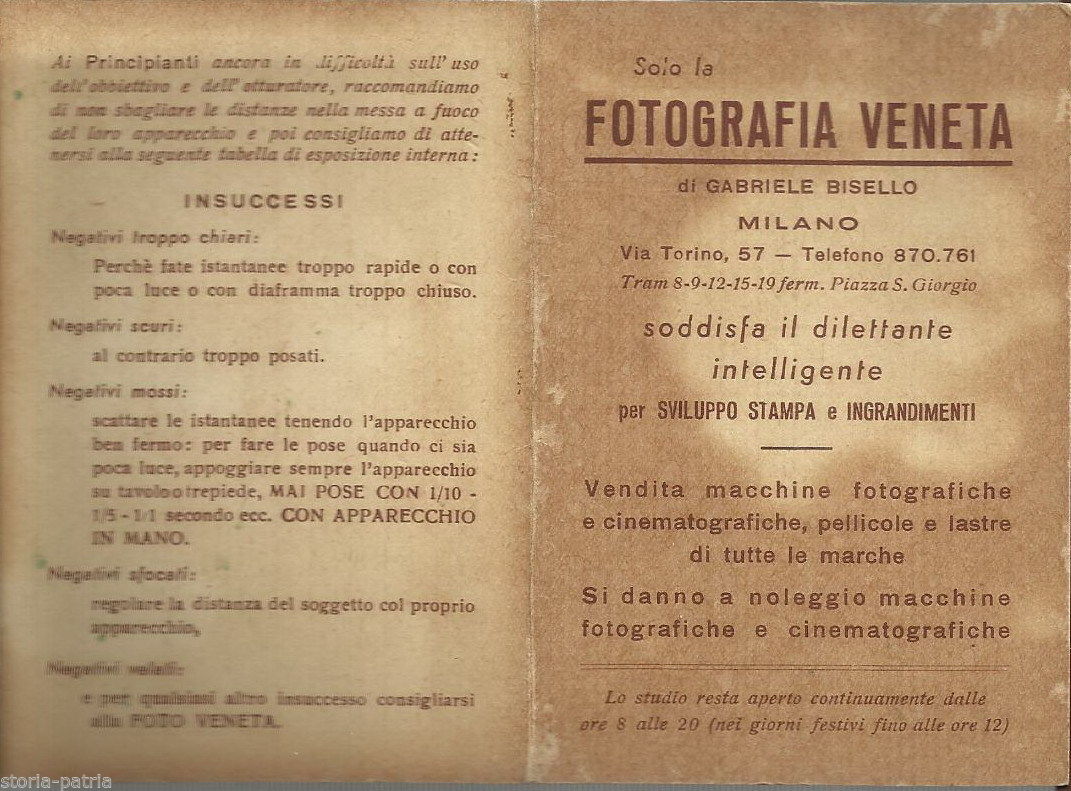 Ai Principianti ancora in difficoltà sull'uso
dell'obbiettivo e dell'otturatore, raccomandiamo
di non sbagliare le distanze nella messa a fuoco
del loro apparecchio e poi consigliamo di atte-
nersi alla seguente tabella di esposizione interna:
INSUCCESSI
Negativi troppo chiari:
Perchè fate istantanee troppo rapide o con
poca luce o con diaframma troppo chiuso.
Negativi scuri:
al contrario troppo posati.
Negativi mossi:
scattare le istantanee tenendo l'apparecchio
ben fermo: per fare le pose quando ci sia
poca luce, appoggiare sempre l'apparecchio
su tavolo o trepiede, MAI POSE CON 1/10 -
1/5 - 1/1 secondo ecc. CON APPARECCHIO
IN MANO.
Negativi sfocati:
regolare la distanza del soggetto col proprio
apparecchio,
Negativi velati:
e per qualsiasi altro insuccesso consigliarsi
alla FOTO VENETA.
Solo la
FOTOGRAFIA VENETA
di GABRIELE BISELLO
MILANO
Via Torino, 57 — Telefono 870.761
Tram 8-9-12-15-19 ferm. Piazza S. Giorgio
soddisfa il dilettante
intelligente
per SVILUPPO STAMPA e INGRANDIMENTI
Vendita macchine fotografiche
e cinematografiche, pellicole e lastre
di tutte le marche
Si danno a noleggio macchine
fotografiche e cinematografiche
Lo studio resta aperto continuamente dalle
ore 8 alle 20 (nei giorni festivi fino alle ore 12)
storia-patria